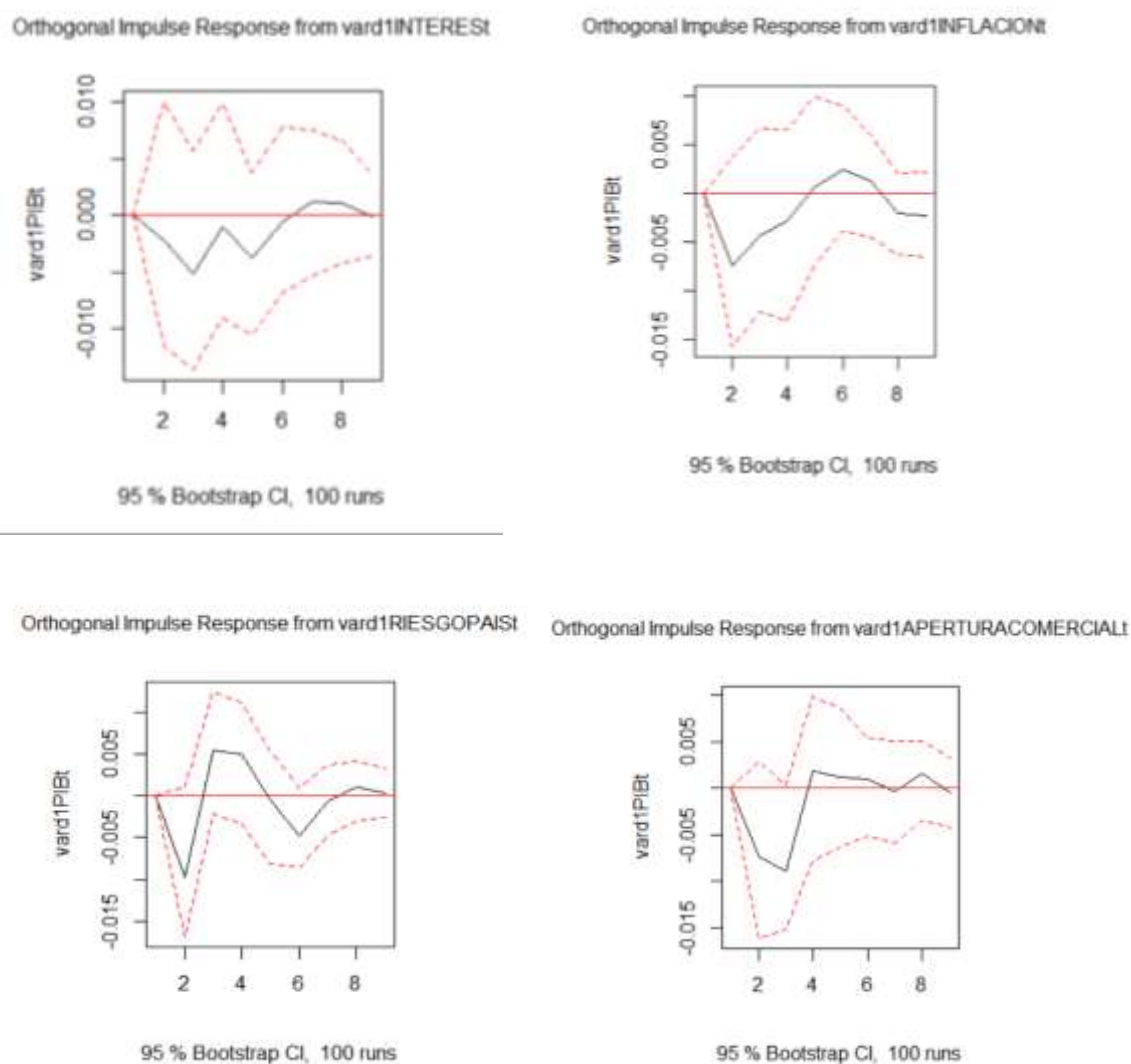 Orthogonal Impulse Response from vard1INTERESt
0.010
0.000
-0.010
vard1PIBt
2 4 6 8
95 % Bootstrap CI, 100 runs
Orthogonal Impulse Response from vard1INFLACIONt
0.005
-0.005
-0.015
vard1PIBt
2 4 6 8
95 % Bootstrap CI, 100 runs
Orthogonal Impulse Response from vard1RIESGOPAISt
0.005
-0.005
-0.015
vard1PIBt
2 4 6 8
95 % Bootstrap CI, 100 runs
Orthogonal Impulse Response from vard1APERTURACOMERCIALt
0.005
-0.005
-0.015
vard1PIBt
2 4 6 8
95 % Bootstrap CI, 100 runs